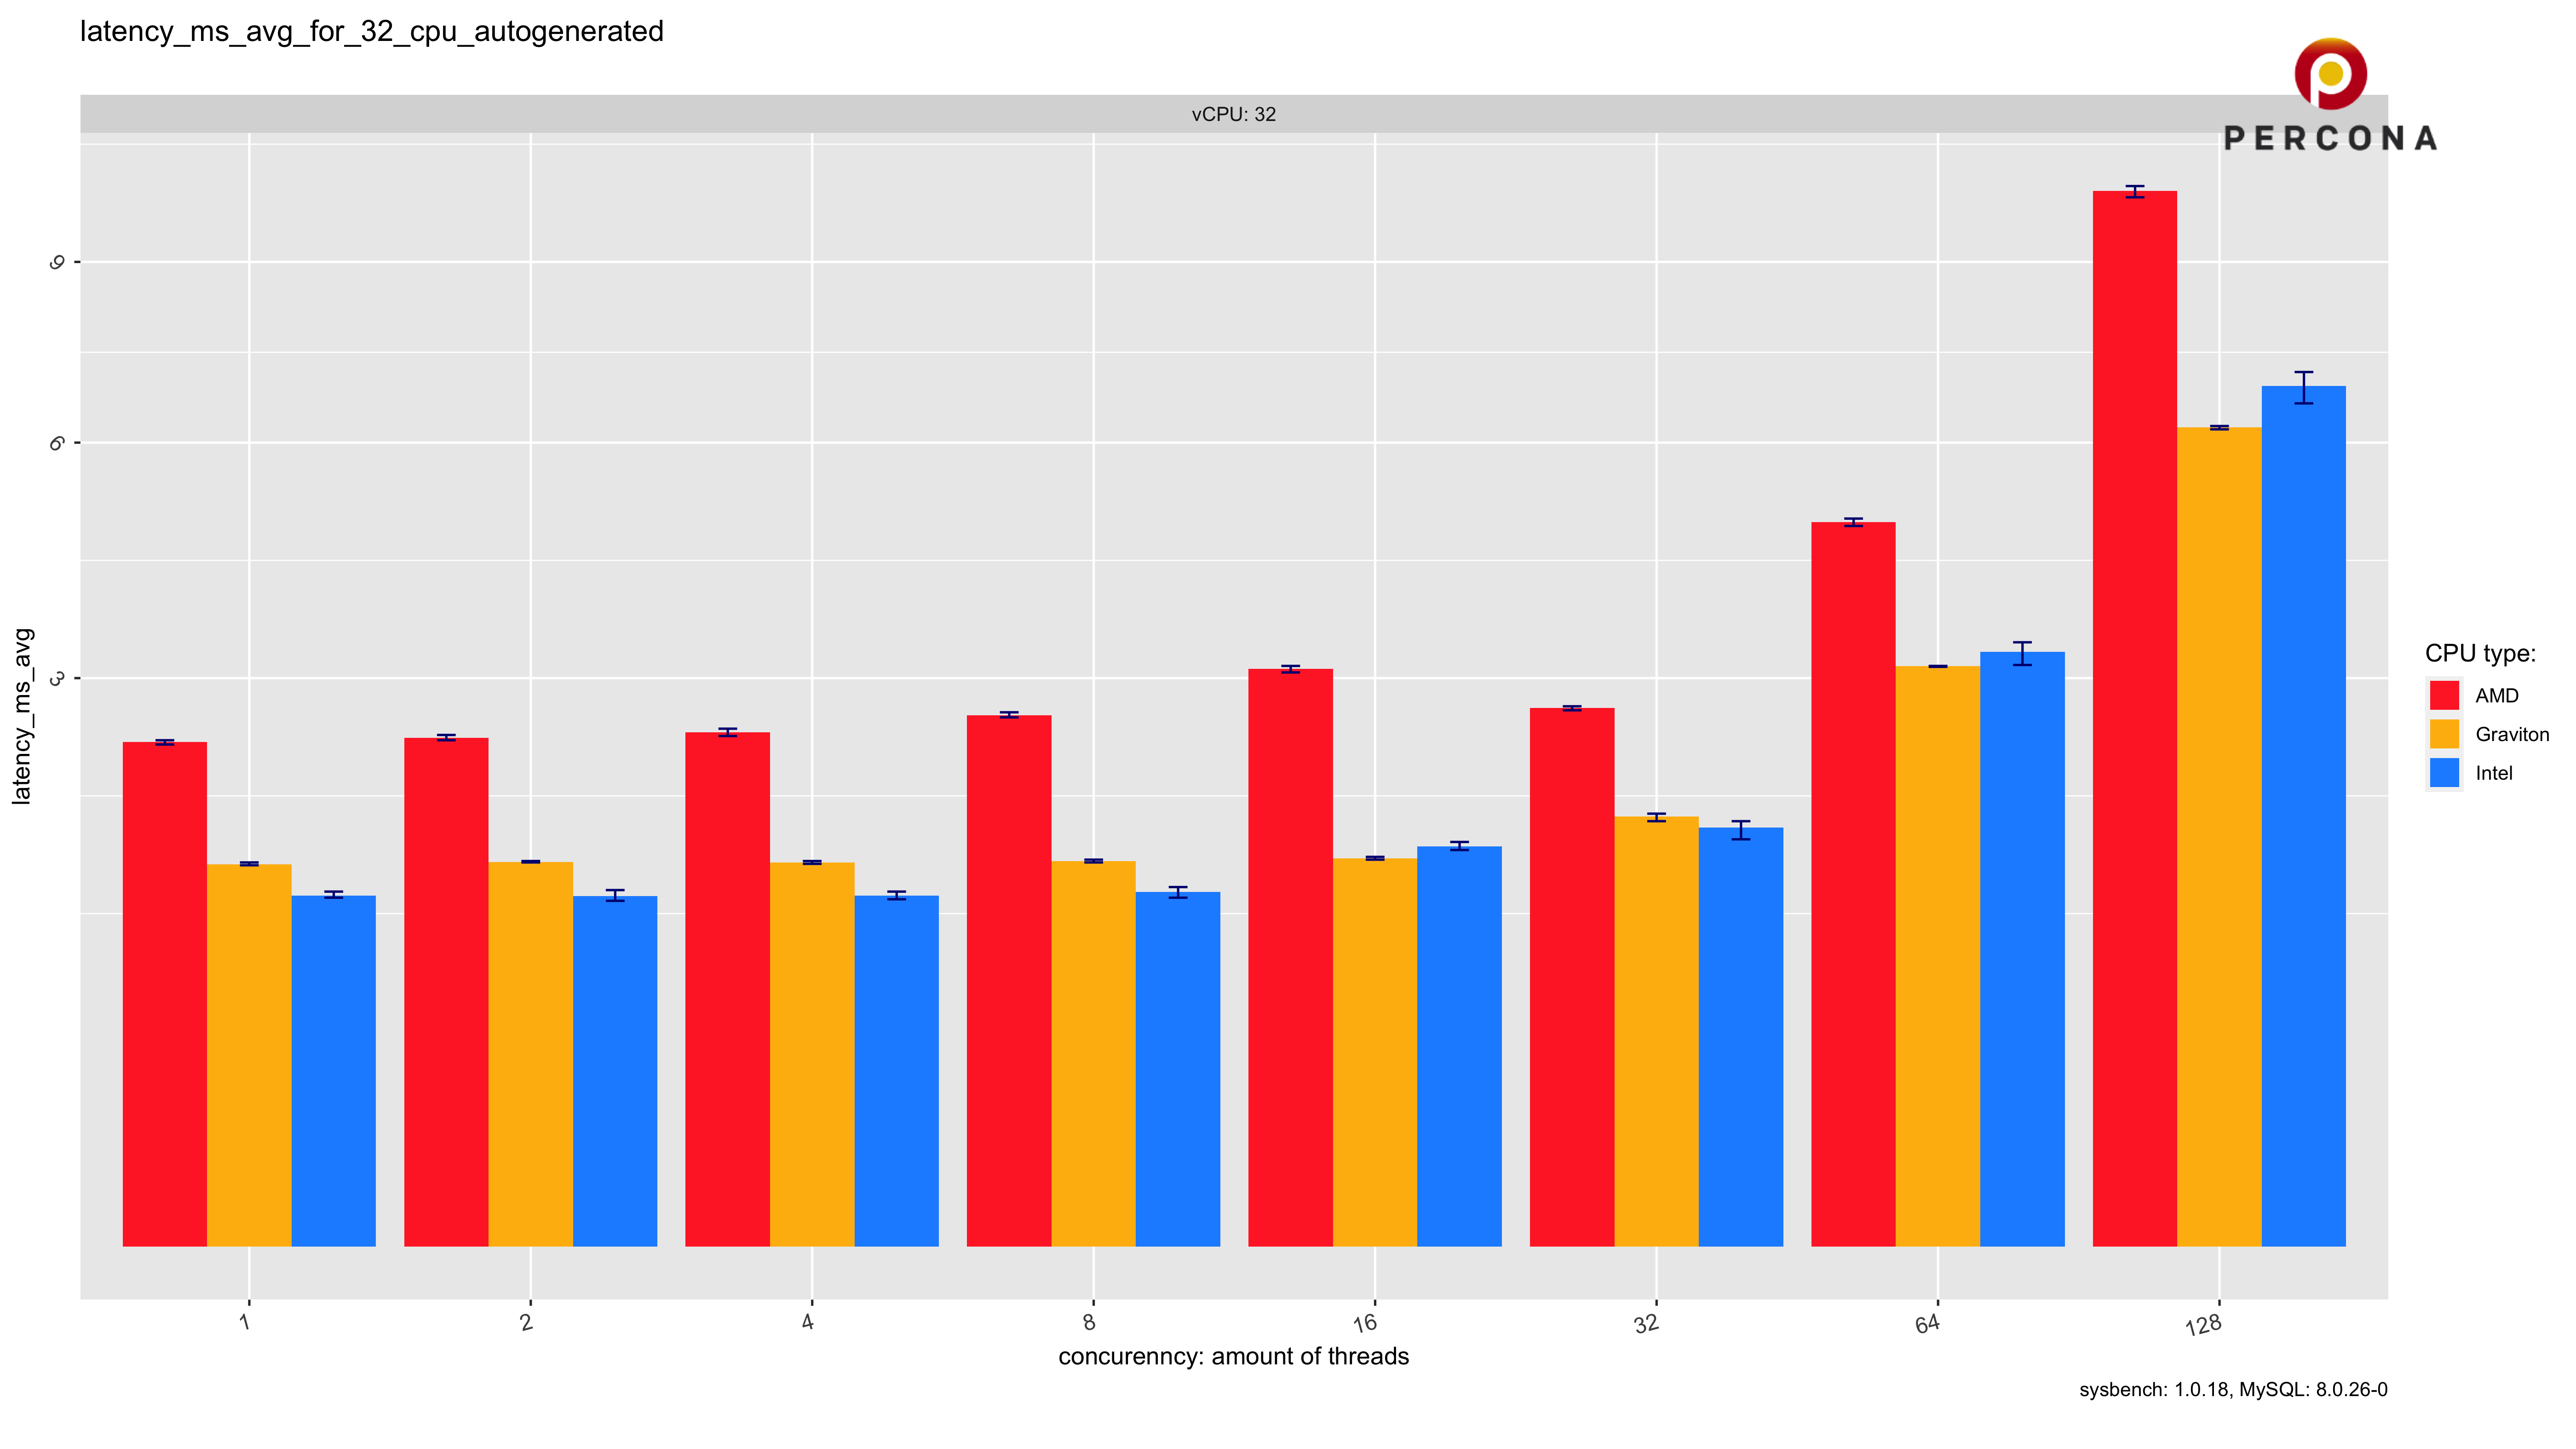 latency_ms_avg_for_32_cpu_autogenerated
PERCONA
vCPU: 32
9
6
3
latency_ms_avg
CPU type:
AMD
Graviton
Intel
1 2 4 8 16 32 64 128
concurenncy: amount of threads
sysbench: 1.0.18, MySQL: 8.0.26-0